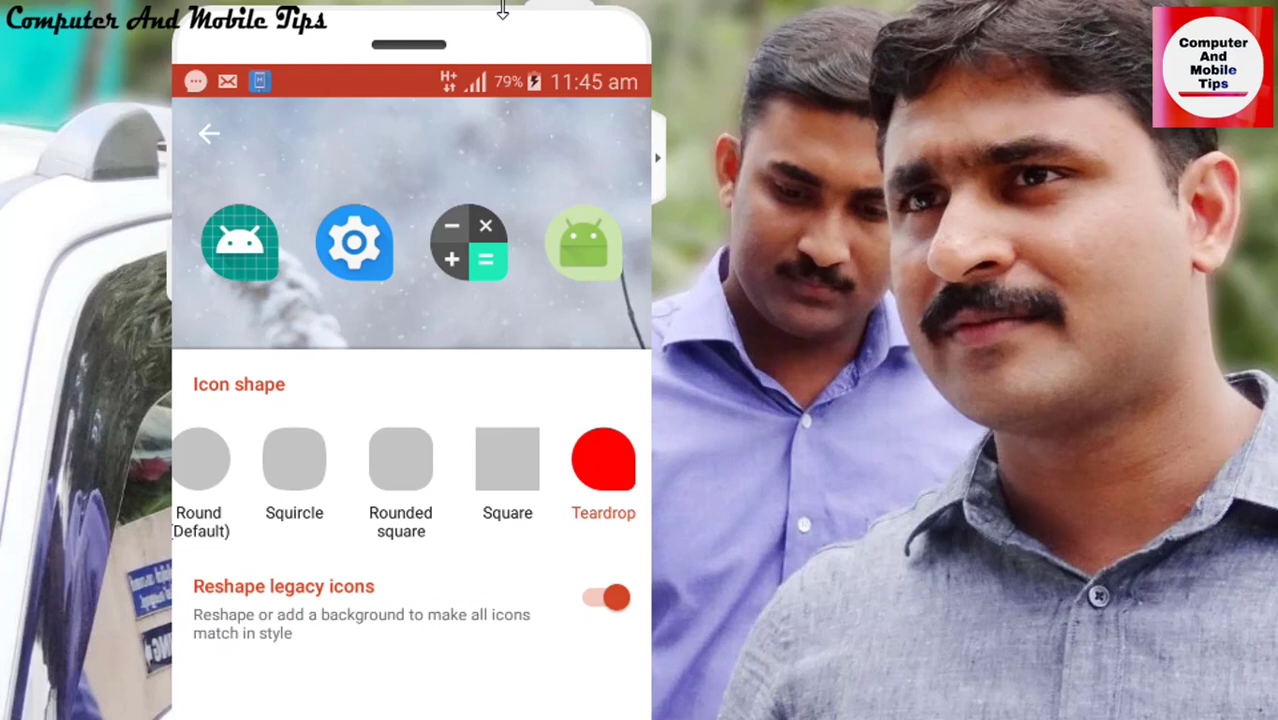 Computer And Mobile Tips
Computer
And
Mobile
Tips
79% 11:45 am
Icon shape
Round
(Default)
Squircle
Rounded
square
Square
Teardrop
Reshape legacy icons
Reshape or add a background to make all icons
match in style